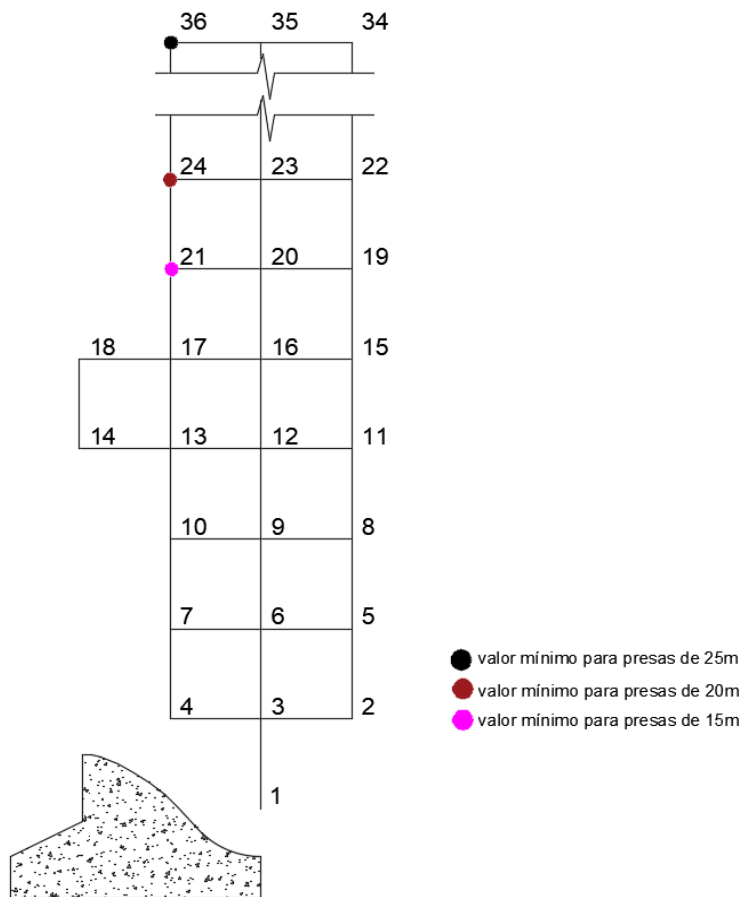 36 35 34
24 23 22
21 20 19
18 17 16 15
14 13 12 11
10 9 8
7 6 5
valor mínimo para presas de 25m
valor mínimo para presas de 20m
4 3 2
valor mínimo para presas de 15m
1